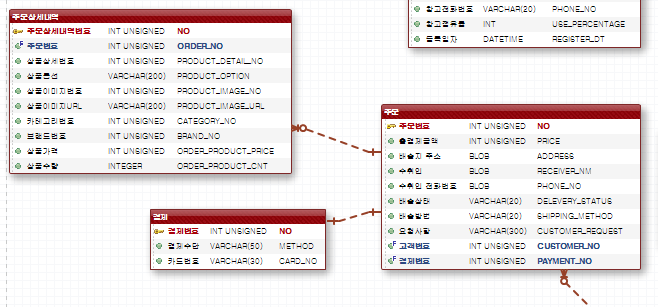 주문상세내역
주문상세내역번호 INT UNSIGNED NO
주문번호 INT UNSIGNED ORDER_NO
상품상세번호 INT UNSIGNED PRODUCT_DETAIL_NO
상품옵션 VARCHAR(200) PRODUCT_OPTION
상품이미지번호 INT UNSIGNED PRODUCT_IMAGE_NO
상품이미지URL VARCHAR(200) PRODUCT_IMAGE_URL
카테고리번호 INT UNSIGNED CATEGORY_NO
브랜드번호 INT UNSIGNED BRAND_NO
상품가격 INT UNSIGNED ORDER_PRODUCT_PRICE
상품수량 INTEGER ORDER_PRODUCT_CNT
참고전화번호 VARCHAR(20) PHONE_NO
창고점유률 INT USE_PERCENTAGE
등록일자 DATETIME REGISTER_DT
주문
주문번호 INT UNSIGNED NO
총결제금액 INT UNSIGNED PRICE
배송지 주소 BLOB ADDRESS
수취인 BLOB RECEIVER_NM
수취인 전화번호 BLOB PHONE_NO
배송상태 VARCHAR(20) DELEVERY_STATUS
배송방법 VARCHAR(20) SHIPPING_METHOD
요청사항 VARCHAR(300) CUSTOMER_REQUEST
고객번호 INT UNSIGNED CUSTOMER_NO
결제번호 INT UNSIGNED PAYMENT_NO
결제
결제번호 INT UNSIGNED NO
결제수단 VARCHAR(50) METHOD
카드번호 VARCHAR(30) CARD_NO